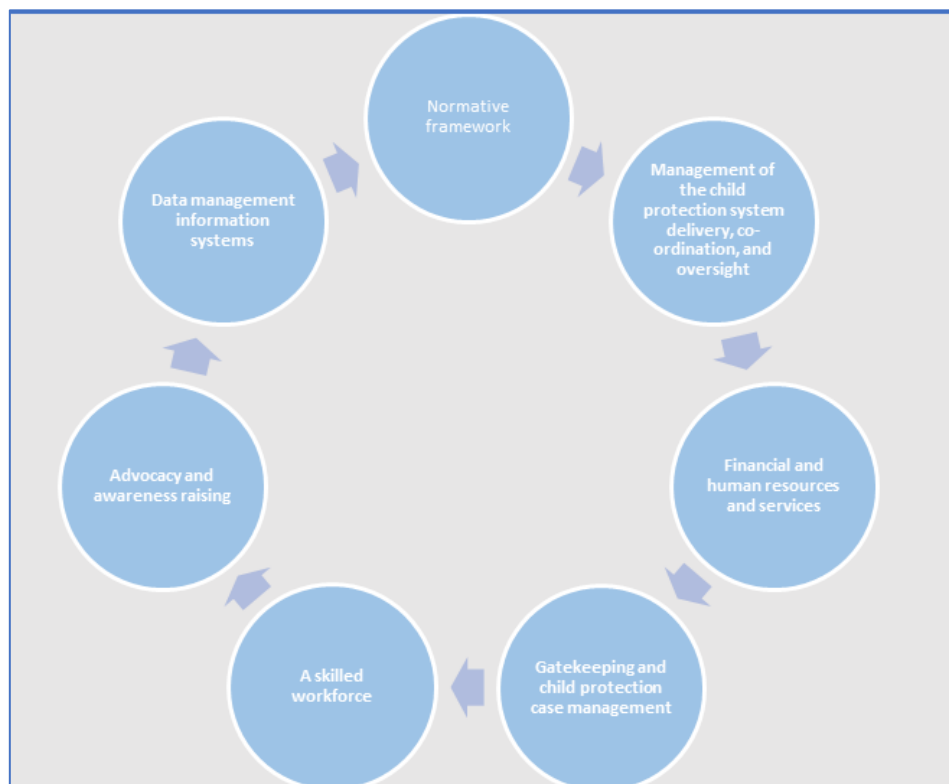 Normative
framework
Management of
the child
protection system
delivery, co-
ordination, and
oversight
Financial and
human resources
and services
Gatekeeping and
child protection
case management
A skilled
workforce
Advocacy and
awareness raising
Data management
information
systems